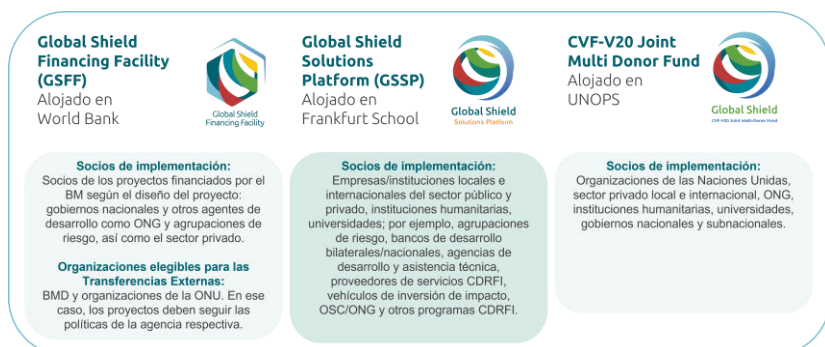 Global Shield
Financing Facility
(GSFF)
Alojado en
World Bank
Global Shield
Financing Facility
Global Shield
Solutions
Platform (GSSP)
Alojado en
Frankfurt School
Global Shield
Solutions Platform
CVF-V20 Joint
Multi Donor Fund
Alojado en
UNOPS
Global Shield
CVF-V20 Joint Multi-Donor Fund
Socios de implementación:
Socios de los proyectos financiados por el
BM según el diseño del proyecto:
gobiernos nacionales y otros agentes de
desarrollo como ONG y agrupaciones de
riesgo, así como el sector privado.
Organizaciones elegibles para las
Transferencias Externas:
BMD y organizaciones de la ONU. En ese
caso, los proyectos deben seguir las
políticas de la agencia respectiva.
Socios de implementación:
Empresas/instituciones locales e
internacionales del sector público y
privado, instituciones humanitarias,
universidades; por ejemplo, agrupaciones
de riesgo, bancos de desarrollo
bilaterales/nacionales, agencias de
desarrollo y asistencia técnica,
proveedores de servicios CDRFI,
vehículos de inversión de impacto,
OSC/ONG y otros programas CDRFI.
Socios de implementación:
Organizaciones de las Naciones Unidas,
sector privado local e internacional, ONG,
instituciones humanitarias, universidades,
gobiernos nacionales y subnacionales.